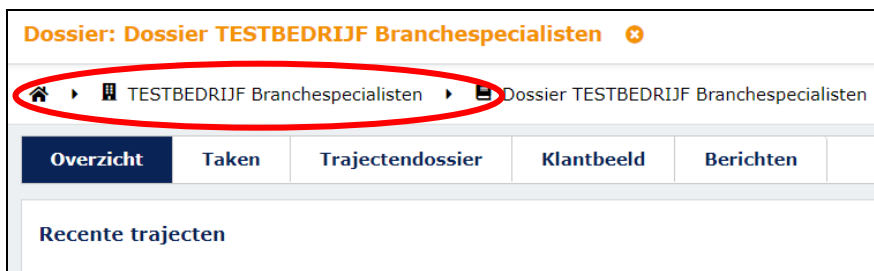 Dossier: Dossier TESTBEDRIJF Branchespecialisten
TESTBEDRIJF Branchespecialisten Dossier TESTBEDRIJF Branchespecialisten
Overzicht Taken Trajectendossier Klantbeeld Berichten
Recente trajecten